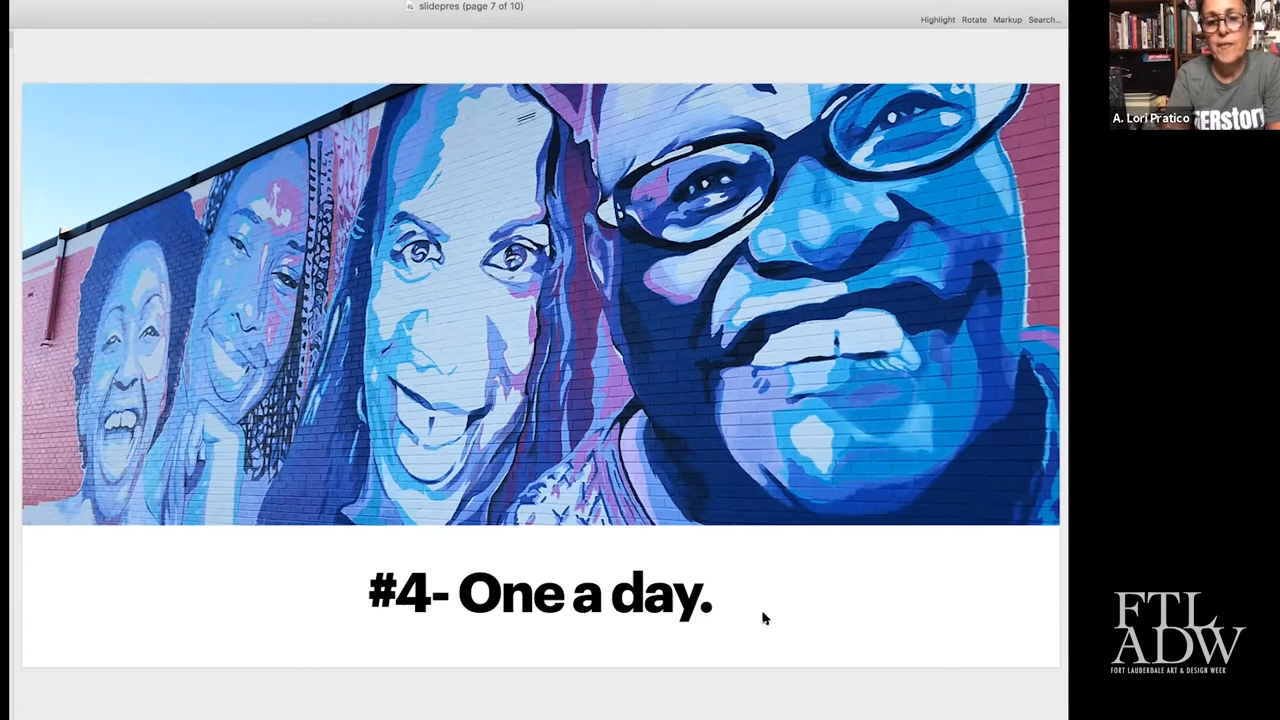 slidepres (page 7 of 10)
Highlight Rotate Markup Search...
A. Lori Pratico
#4- One a day.
FTL
ADW
FORT LAUDERDALE ART & DESIGN WEEK